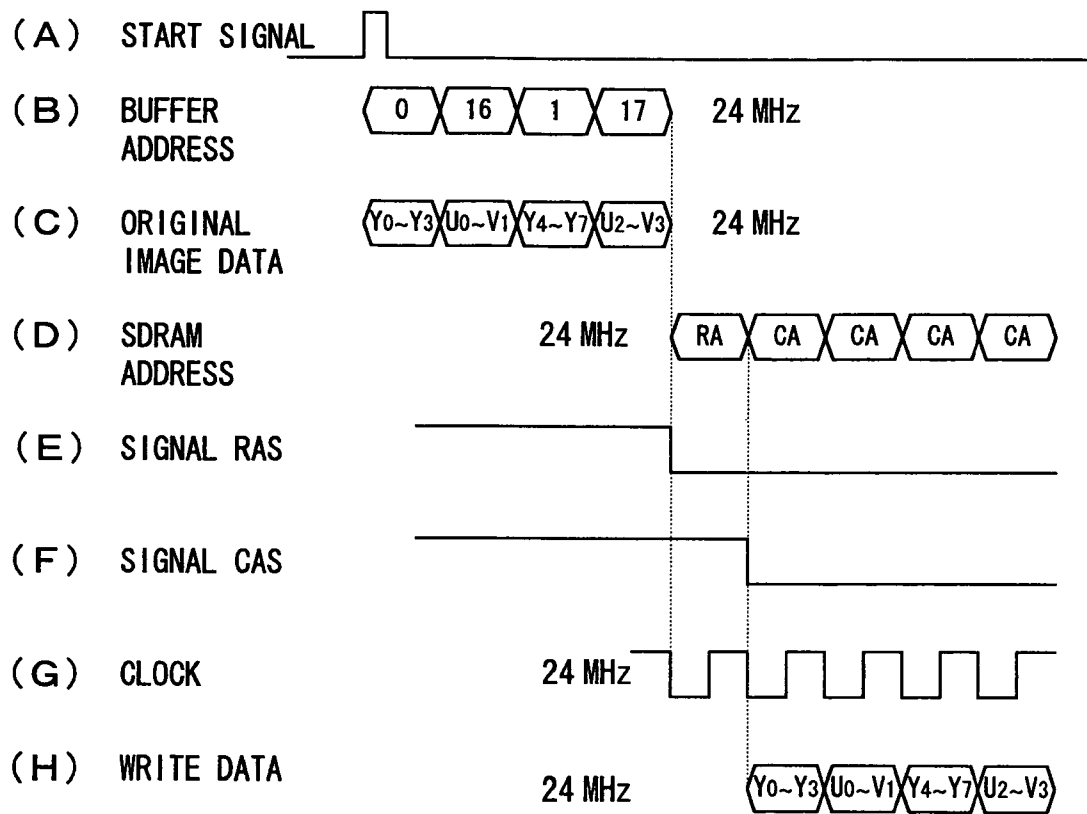 (A) START SIGNAL
(B) BUFFER ADDRESS 0 16 1 17 24 MHz
(C) ORIGINAL IMAGE DATA Y0~Y3 U0~V1 Y4~Y7 U2~V3 24 MHz
(D) SDRAM ADDRESS 24 MHz RA CA CA CA CA
(E) SIGNAL RAS
(F) SIGNAL CAS
(G) CLOCK 24 MHz
(H) WRITE DATA 24 MHz Y0~Y3 U0~V1 Y4~Y7 U2~V3